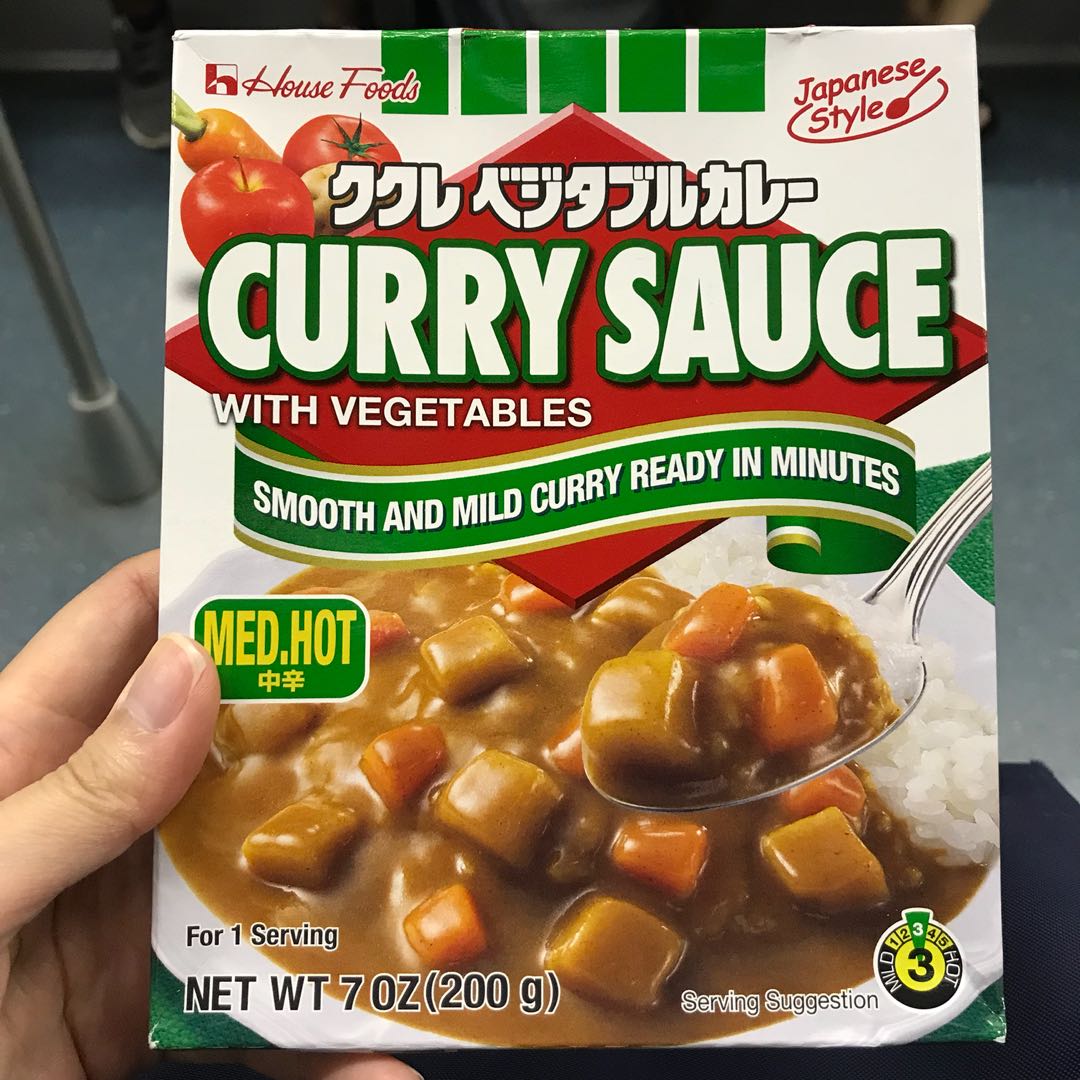 House Foods
Japanese
Style
ククレ ベジタブルカレー
CURRY SAUCE
WITH VEGETABLES
SMOOTH AND MILD CURRY READY IN MINUTES
MED.HOT
中辛
For 1 Serving
NET WT 7 OZ (200 g)
Serving Suggestion
1 2 3 4 5
MILD 3 HOT